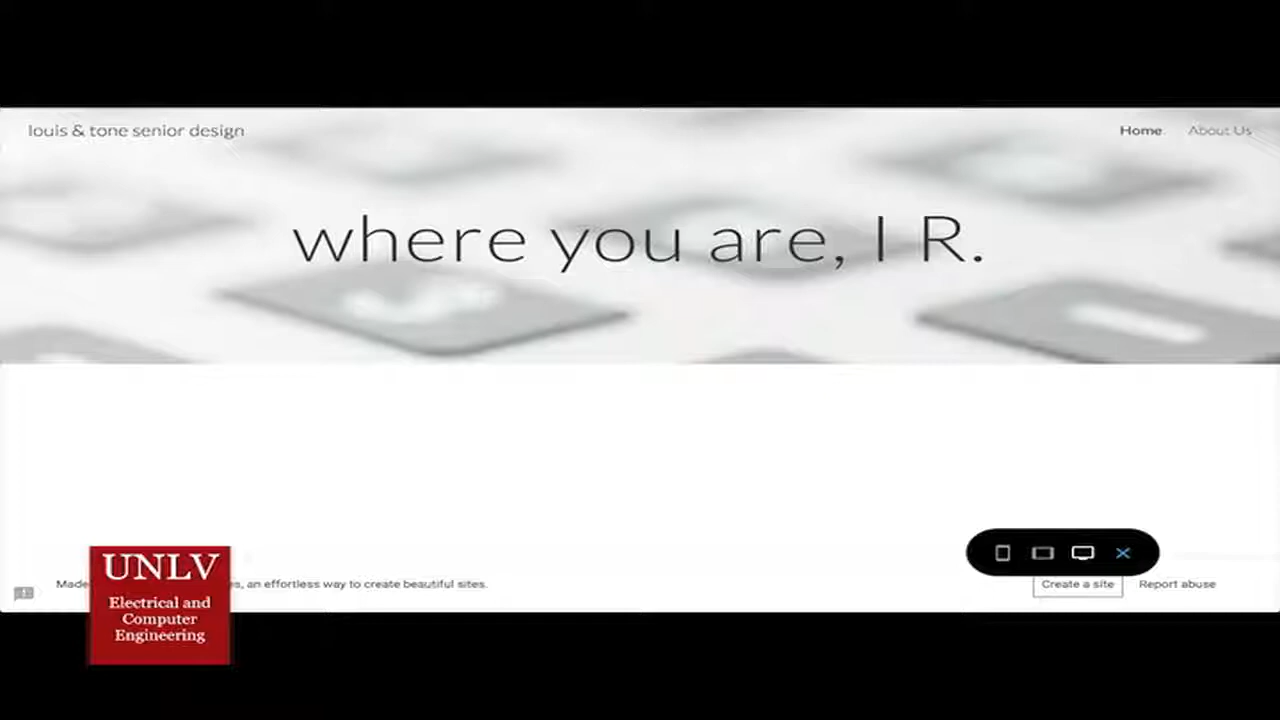 louis & tone senior design
Home
About Us
where you are, I R.
UNLV
Electrical and
Computer
Engineering
Made
s, an effortless way to create beautiful sites.
Create a site
Report abuse